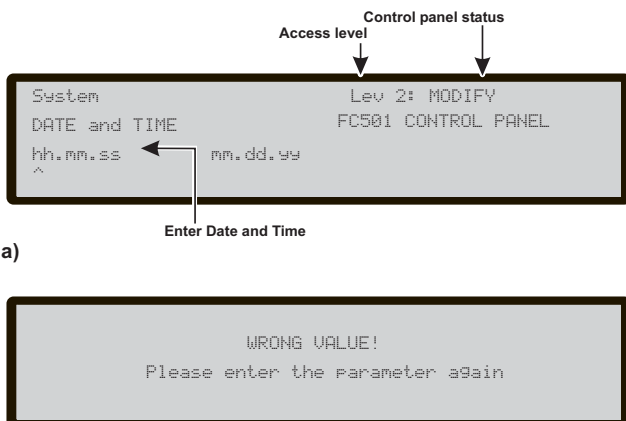 Control panel status
Access level
System Lev 2: MODIFY
DATE and TIME FC501 CONTROL PANEL
hh.mm.ss mm.dd.yy
^
Enter Date and Time
a)
WRONG VALUE!
Please enter the parameter again